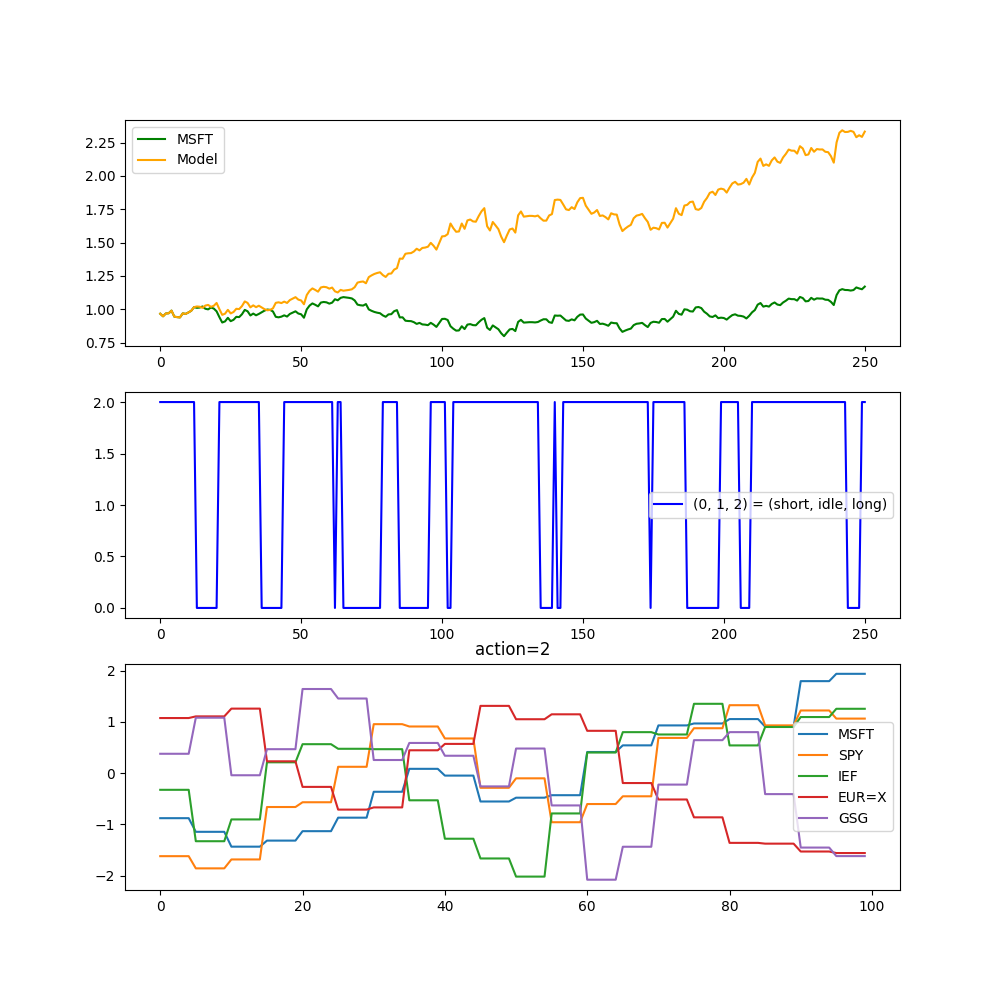 MSFT
Model
2.25
2.00
1.75
1.50
1.25
1.00
0.75
0 50 100 150 200 250
2.0
1.5
1.0
0.5
0.0
(0, 1, 2) = (short, idle, long)
0 50 100 150 200 250
action=2
2
1
0
−1
−2
MSFT
SPY
IEF
EUR=X
GSG
0 20 40 60 80 100